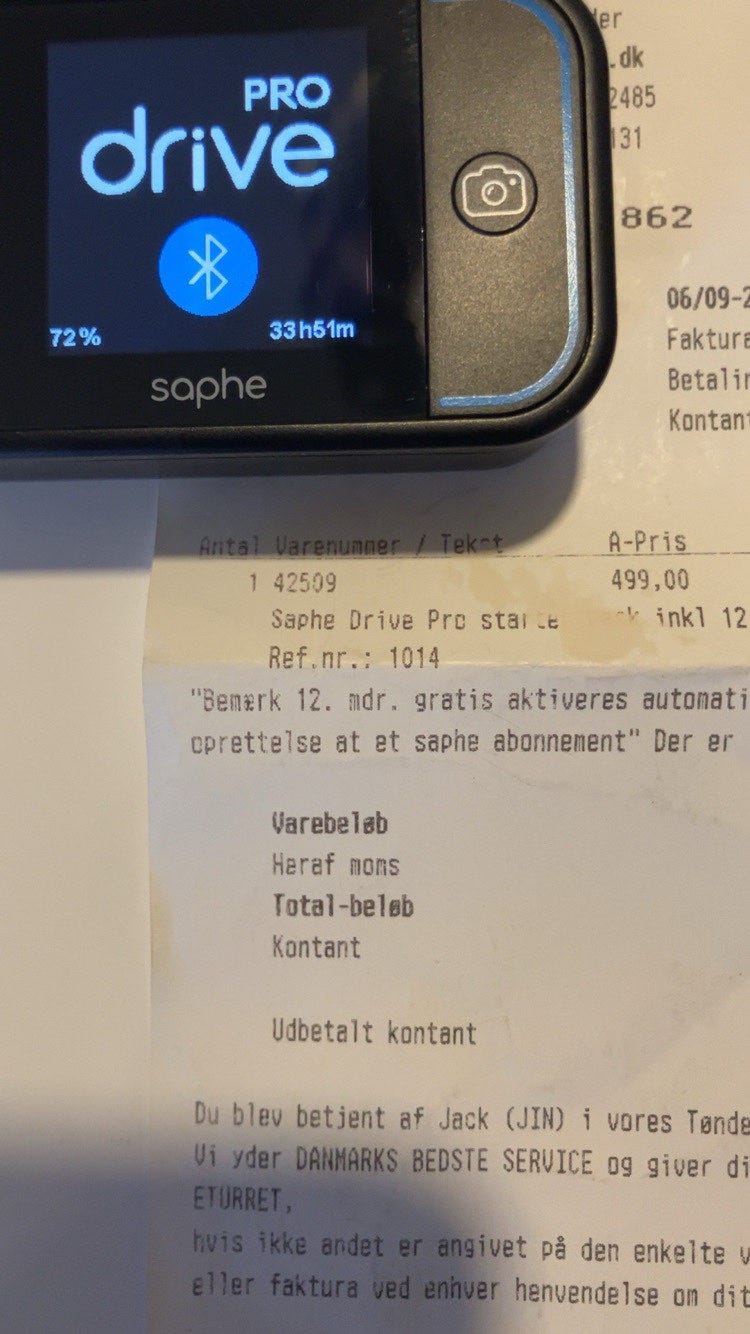 PRO
drive
72%
33h51m
saphe
.dk
2485
131
862
06/09-2
Faktura
Betalin
Kontant
Antal Varenummer / Tekst A-Pris
1 42509 499,00
Saphe Drive Pro inkl 12
Ref.nr.: 1014
"Bemærk 12. mdr. gratis aktiveres automati
oprettelse at et saphe abonnement" Der er
Varebeløb
Heraf moms
Total-beløb
Kontant
Udbetalt kontant
Du blev betjent af Jack (JIN) i vores Tønde
Vi yder DANMARKS BEDSTE SERVICE og giver di
ETURRET,
hvis ikke andet er angivet på den enkelte v
eller faktura ved enhver henvendelse om dit